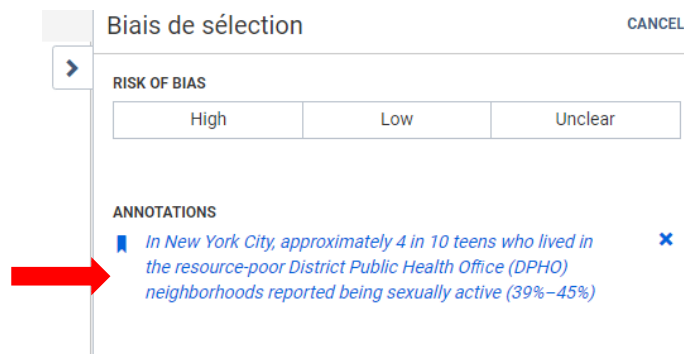 Biais de sélection
CANCEL
RISK OF BIAS
High
Low
Unclear
ANNOTATIONS
In New York City, approximately 4 in 10 teens who lived in
the resource-poor District Public Health Office (DPHO)
neighborhoods reported being sexually active (39%–45%)